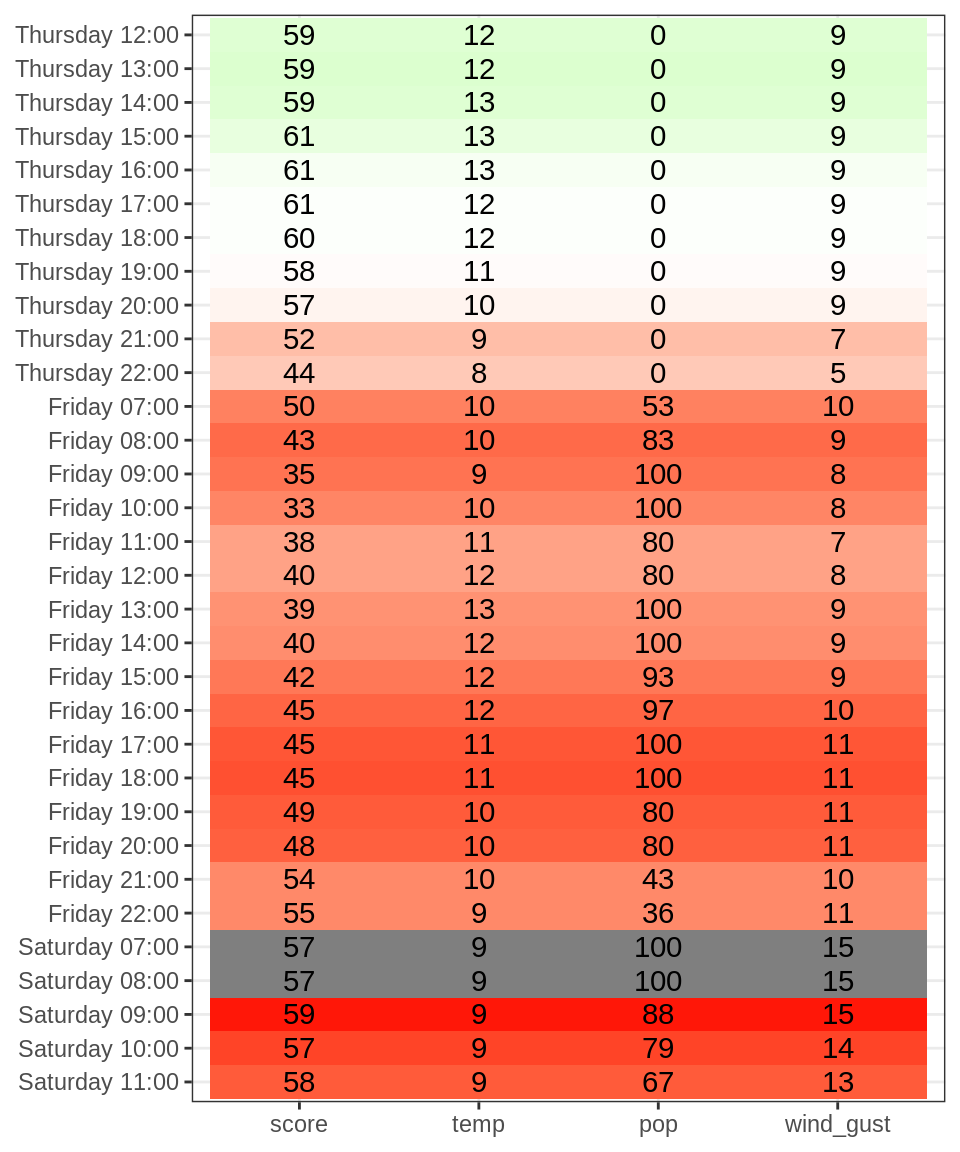 Thursday 12:00 59 12 0 9
Thursday 13:00 59 12 0 9
Thursday 14:00 59 13 0 9
Thursday 15:00 61 13 0 9
Thursday 16:00 61 13 0 9
Thursday 17:00 61 12 0 9
Thursday 18:00 60 12 0 9
Thursday 19:00 58 11 0 9
Thursday 20:00 57 10 0 9
Thursday 21:00 52 9 0 7
Thursday 22:00 44 8 0 5
Friday 07:00 50 10 53 10
Friday 08:00 43 10 83 9
Friday 09:00 35 9 100 8
Friday 10:00 33 10 100 8
Friday 11:00 38 11 80 7
Friday 12:00 40 12 80 8
Friday 13:00 39 13 100 9
Friday 14:00 40 12 100 9
Friday 15:00 42 12 93 9
Friday 16:00 45 12 97 10
Friday 17:00 45 11 100 11
Friday 18:00 45 11 100 11
Friday 19:00 49 10 80 11
Friday 20:00 48 10 80 11
Friday 21:00 54 10 43 10
Friday 22:00 55 9 36 11
Saturday 07:00 57 9 100 15
Saturday 08:00 57 9 100 15
Saturday 09:00 59 9 88 15
Saturday 10:00 57 9 79 14
Saturday 11:00 58 9 67 13
score temp pop wind_gust